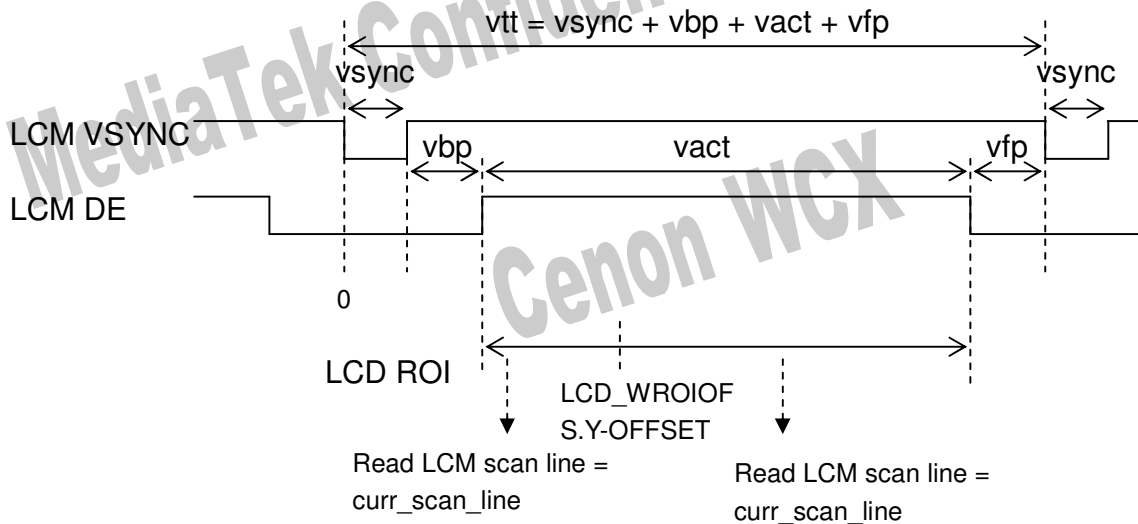 MediaTek Confiden
vtt = vsync + vbp + vact + vfp
vsync
vsync
LCM VSYNC
vbp
vact
vfp
LCM DE
Cenon WCX
0
LCD ROI
LCD_WROIOF
S.Y-OFFSET
Read LCM scan line =
curr_scan_line
Read LCM scan line =
curr_scan_line